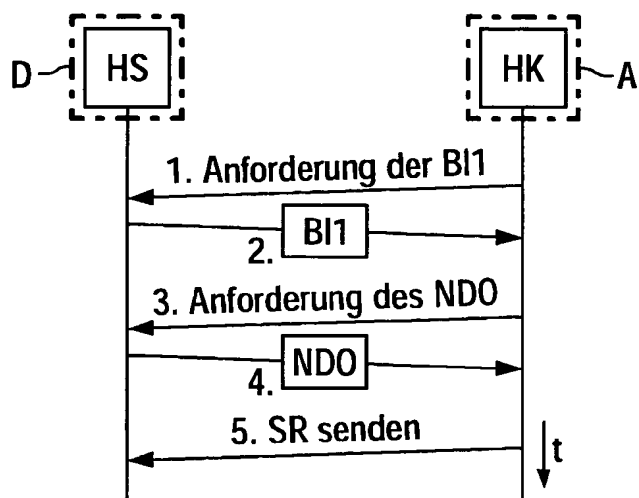 D
HS
HK
A
1. Anforderung der BI1
2. BI1
3. Anforderung des NDO
4. NDO
5. SR senden
t